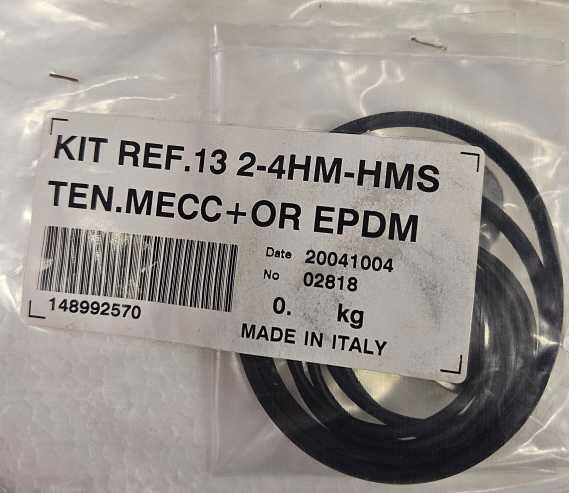 KIT REF.13 2-4HM-HMS
TEN.MECC+OR EPDM
Date 20041004
No 02818
0. kg
148992570
MADE IN ITALY